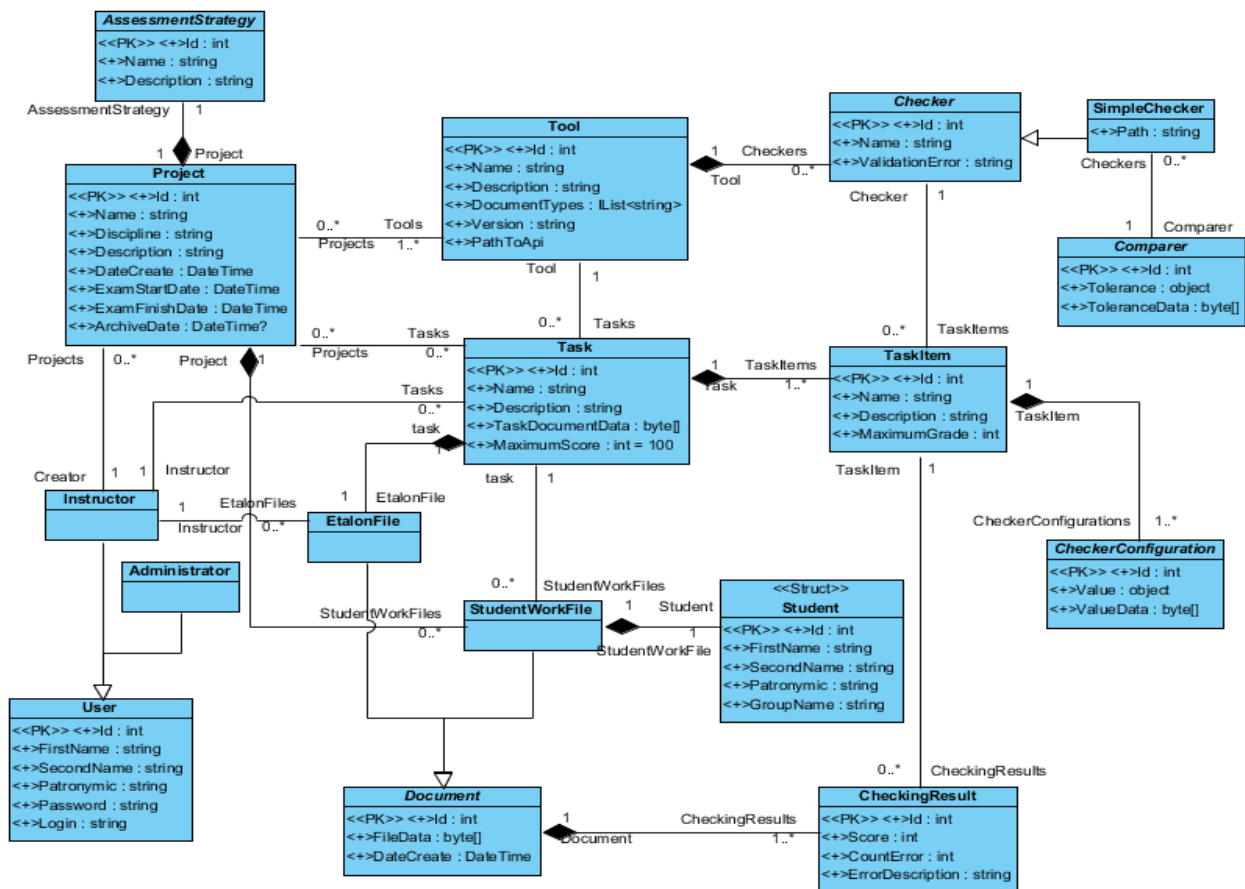 AssessmentStrategy
<<PK>> <+>Id : int
<+>Name : string
<+>Description : string
AssessmentStrategy 1
1 Project
Project
<<PK>> <+>Id : int
<+>Name : string
<+>Discipline : string
<+>Description : string
<+>DateCreate : DateTime
<+>ExamStartDate : DateTime
<+>ExamFinishDate : DateTime
<+>ArchiveDate : DateTime?
Tool
<<PK>> <+>Id : int
<+>Name : string
<+>Description : string
<+>DocumentTypes : IList<string>
<+>Version : string
<+>PathToApi
0..* Tools
Projects 1..*
1 Checkers
Tool 0..*
Checker
<<PK>> <+>Id : int
<+>Name : string
<+>ValidationError : string
SimpleChecker
<+>Path : string
Checkers 0..*
1 Comparer
Comparer
<<PK>> <+>Id : int
<+>Tolerance : object
<+>ToleranceData : byte[]
Checker 1
0..* TaskItems
Tool 1
0..* Tasks
0..* Tasks
Projects 0..*
Projects 0..*
Project 1
Task
<<PK>> <+>Id : int
<+>Name : string
<+>Description : string
<+>TaskDocumentData : byte[]
<+>MaximumScore : int = 100
1 TaskItems
Task 1..*
TaskItem
<<PK>> <+>Id : int
<+>Name : string
<+>Description : string
<+>MaximumGrade : int
1
TaskItem
Tasks
0..*
task
1
Creator 1
1 Instructor
Instructor
1 EtalonFiles
Instructor 0..*
1 EtalonFile
EtalonFile
task 1
TaskItem 1
CheckerConfigurations 1..*
CheckerConfiguration
<<PK>> <+>Id : int
<+>Value : object
<+>ValueData : byte[]
Administrator
0..* StudentWorkFiles
StudentWorkFiles
0..*
StudentWorkFile
1 Student
1
StudentWorkFile
<<Struct>>
Student
<<PK>> <+>Id : int
<+>FirstName : string
<+>SecondName : string
<+>Patronymic : string
<+>GroupName : string
User
<<PK>> <+>Id : int
<+>FirstName : string
<+>SecondName : string
<+>Patronymic : string
<+>Password : string
<+>Login : string
Document
<<PK>> <+>Id : int
<+>FileData : byte[]
<+>DateCreate : DateTime
1 CheckingResults
Document 1..*
0..* CheckingResults
CheckingResult
<<PK>> <+>Id : int
<+>Score : int
<+>CountError : int
<+>ErrorDescription : string